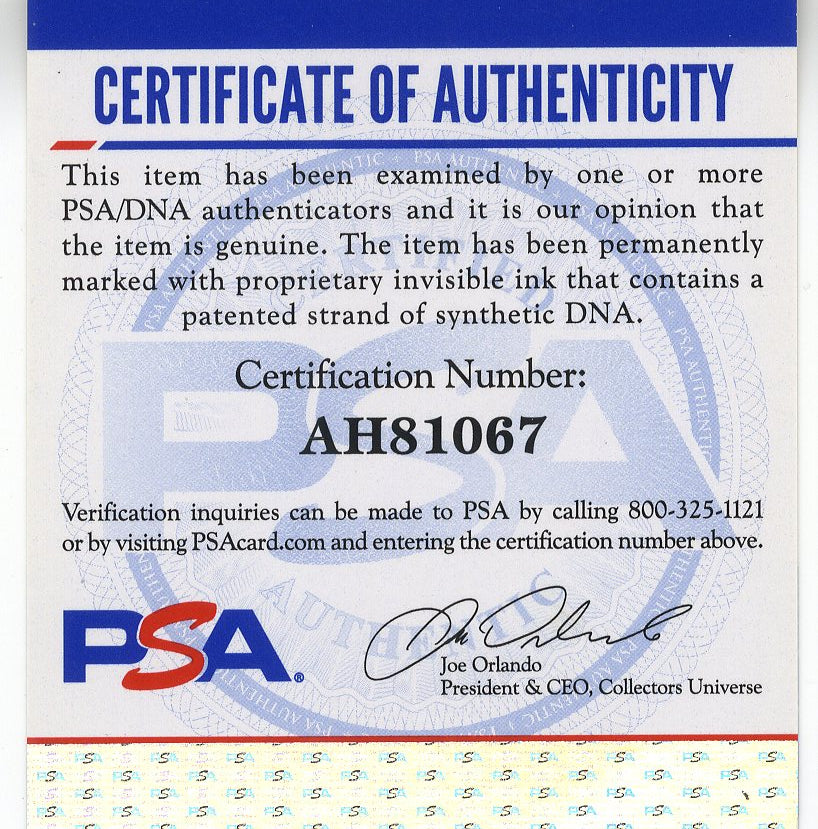 CERTIFICATE OF AUTHENTICITY
This item has been examined by one or more
PSA/DNA authenticators and it is our opinion that
the item is genuine. The item has been permanently
marked with proprietary invisible ink that contains a
patented strand of synthetic DNA.
Certification Number:
AH81067
Verification inquiries can be made to PSA by calling 800-325-1121
or by visiting PSAcard.com and entering the certification number above.
PSA®
Joe Orlando
Joe Orlando
President & CEO, Collectors Universe